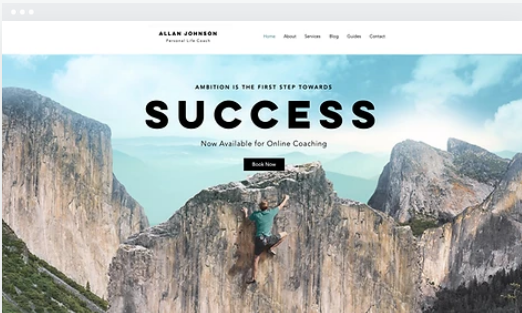 ALLAN JOHNSON
Personal Life Coach
Home About Services Blog Guides Contact
AMBITION IS THE FIRST STEP TOWARDS
SUCCESS
Now Available for Online Coaching
Book Now